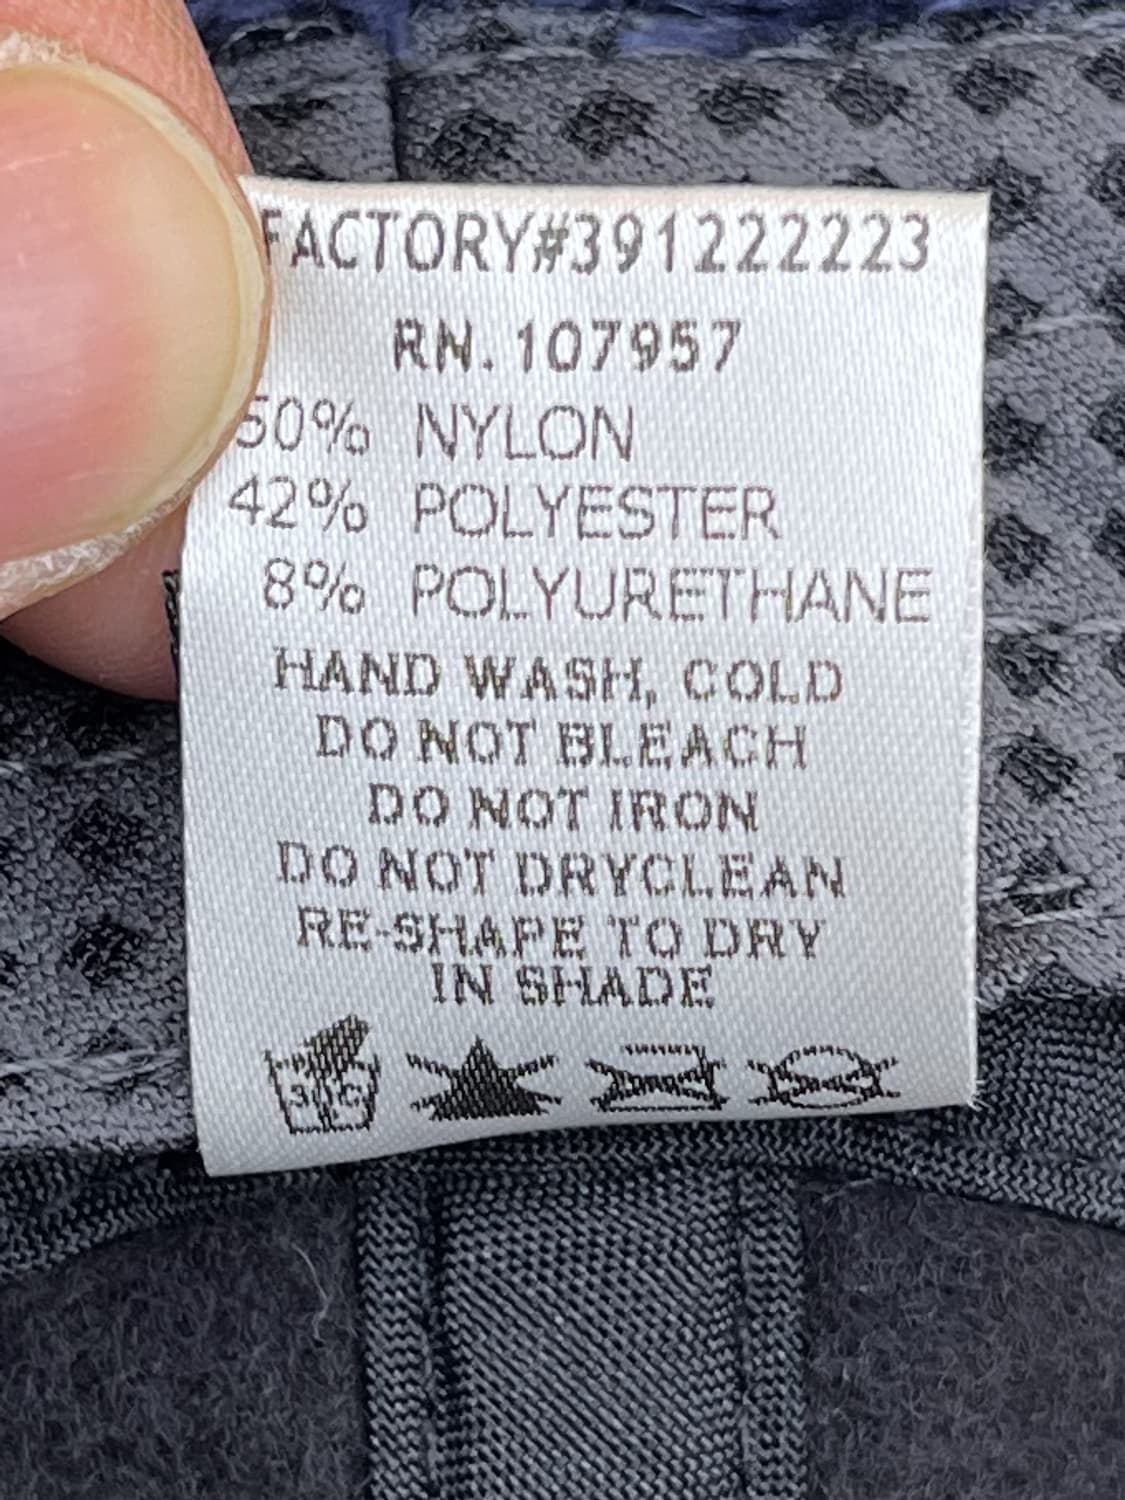 FACTORY#391222223
RN. 107957
50% NYLON
42% POLYESTER
8% POLYURETHANE
HAND WASH, COLD
DO NOT BLEACH
DO NOT IRON
DO NOT DRYCLEAN
RE-SHAPE TO DRY
IN SHADE
30C